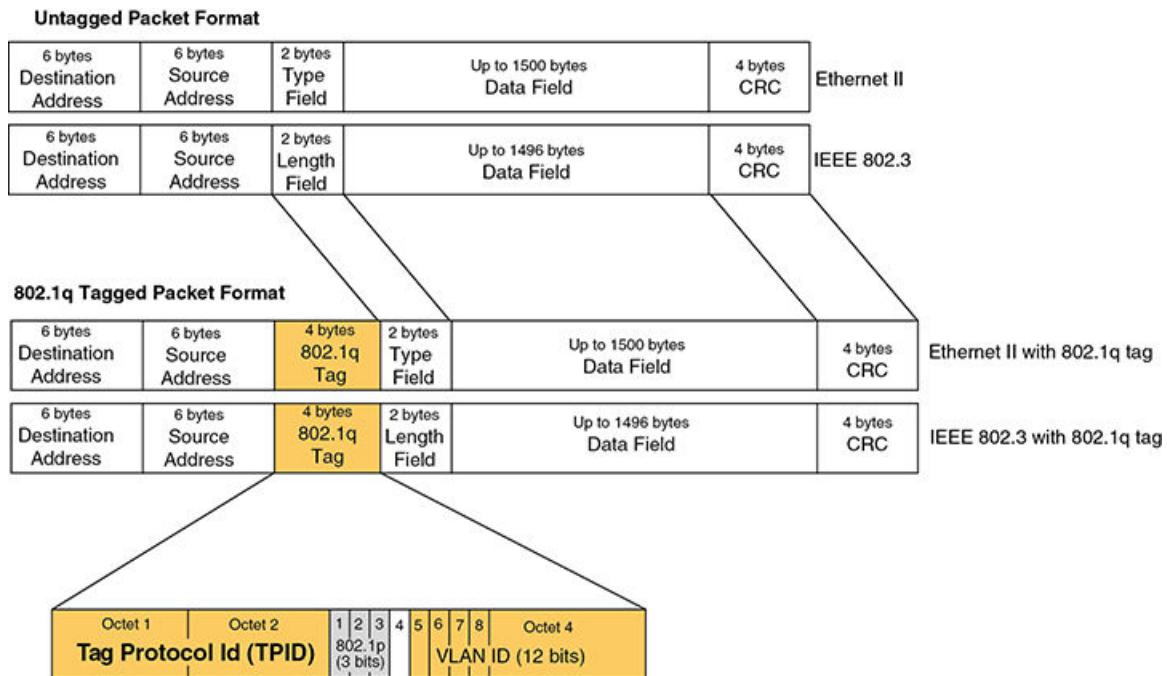 Untagged Packet Format
6 bytes
Destination
Address
6 bytes
Source
Address
2 bytes
Type
Field
Up to 1500 bytes
Data Field
4 bytes
CRC
Ethernet II
6 bytes
Destination
Address
6 bytes
Source
Address
2 bytes
Length
Field
Up to 1496 bytes
Data Field
4 bytes
CRC
IEEE 802.3
802.1q Tagged Packet Format
6 bytes
Destination
Address
6 bytes
Source
Address
4 bytes
802.1q
Tag
2 bytes
Type
Field
Up to 1500 bytes
Data Field
4 bytes
CRC
Ethernet II with 802.1q tag
6 bytes
Destination
Address
6 bytes
Source
Address
4 bytes
802.1q
Tag
2 bytes
Length
Field
Up to 1496 bytes
Data Field
4 bytes
CRC
IEEE 802.3 with 802.1q tag
Octet 1
Octet 2
Tag Protocol Id (TPID)
1 2 3
802.1p
(3 bits)
4
5 6 7 8
Octet 4
VLAN ID (12 bits)